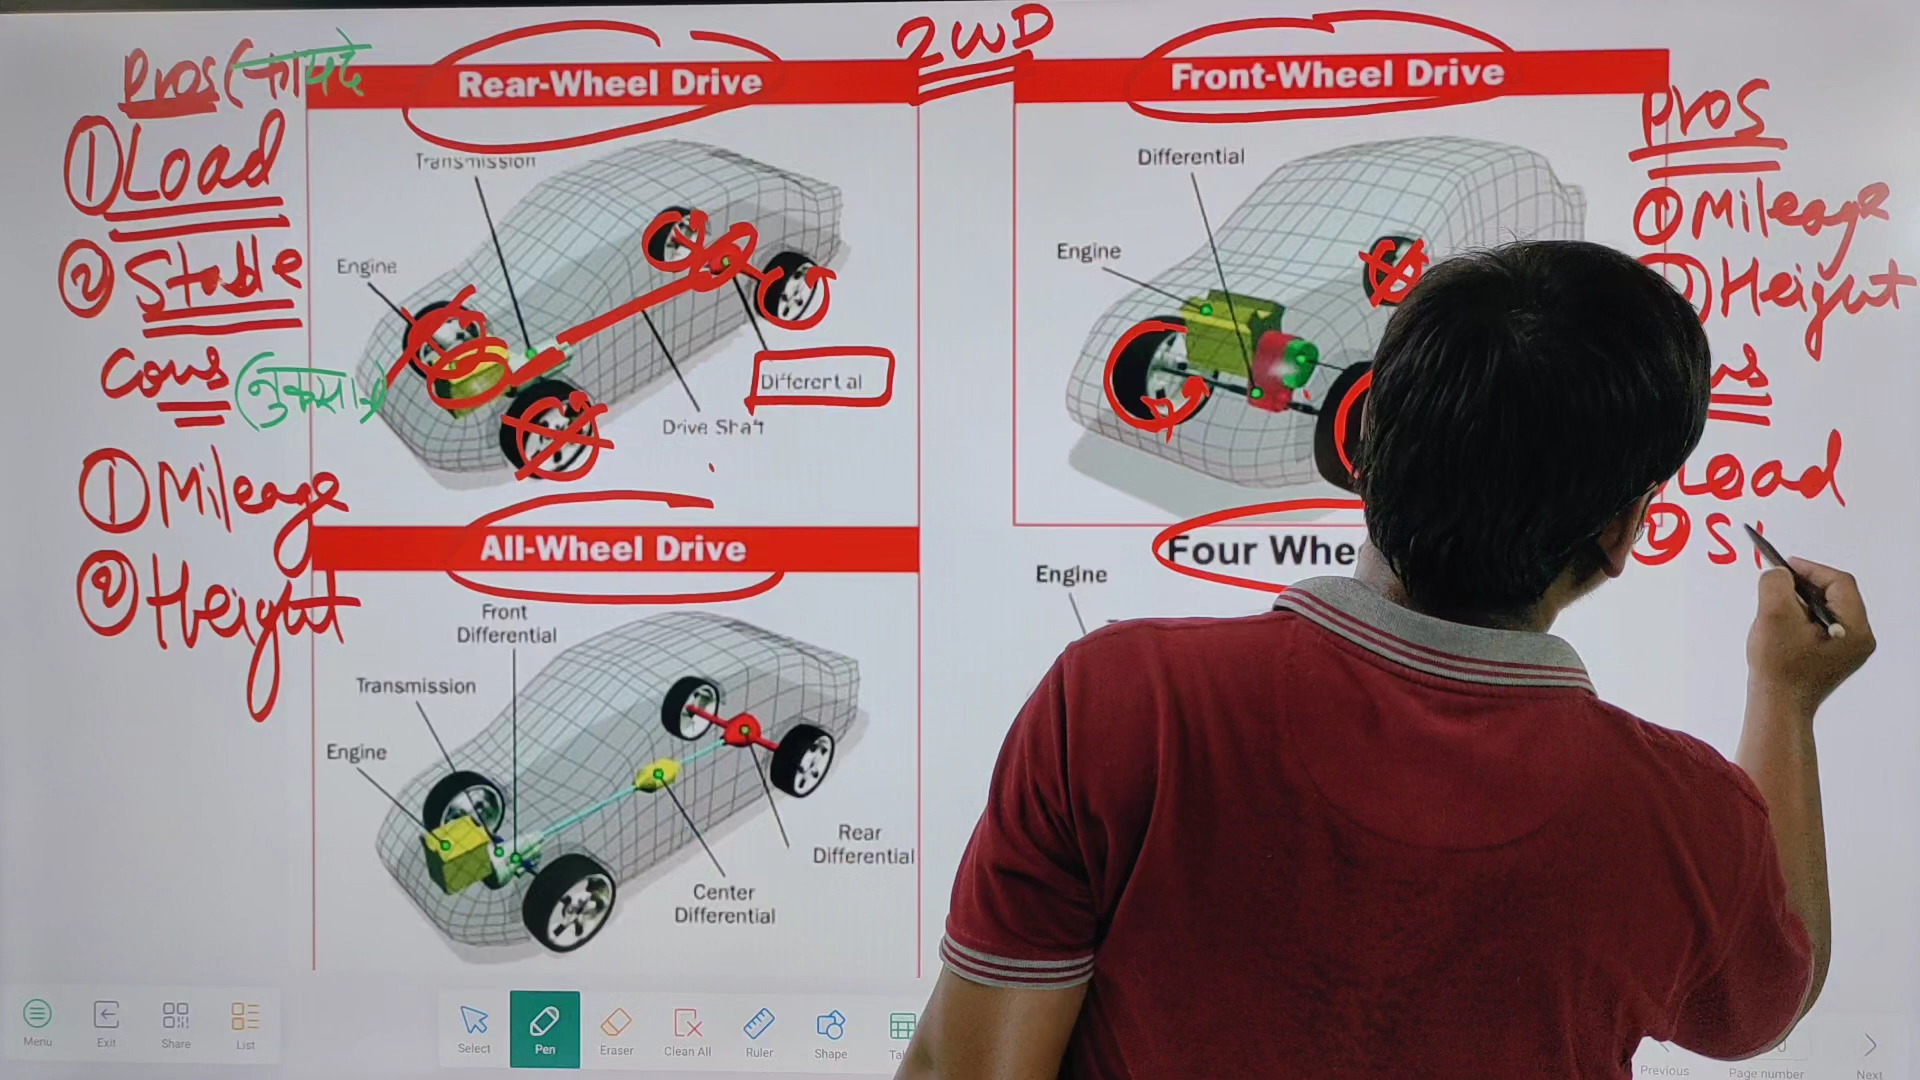 2WD
Pros (फायदे
① Load
② Stable
Cons (नुकसान)
① Mileage
② Height
Rear-Wheel Drive
Transmission
Engine
Differential
Drive Shaft
Front-Wheel Drive
Differential
Engine
Pros
① Mileage
Height
Load
② St
All-Wheel Drive
Front
Differential
Transmission
Engine
Rear
Differential
Center
Differential
Four Whe
Engine
Menu
Exit
Share
List
Select
Pen
Eraser
Clean All
Ruler
Shape
Previous
Page number
Next